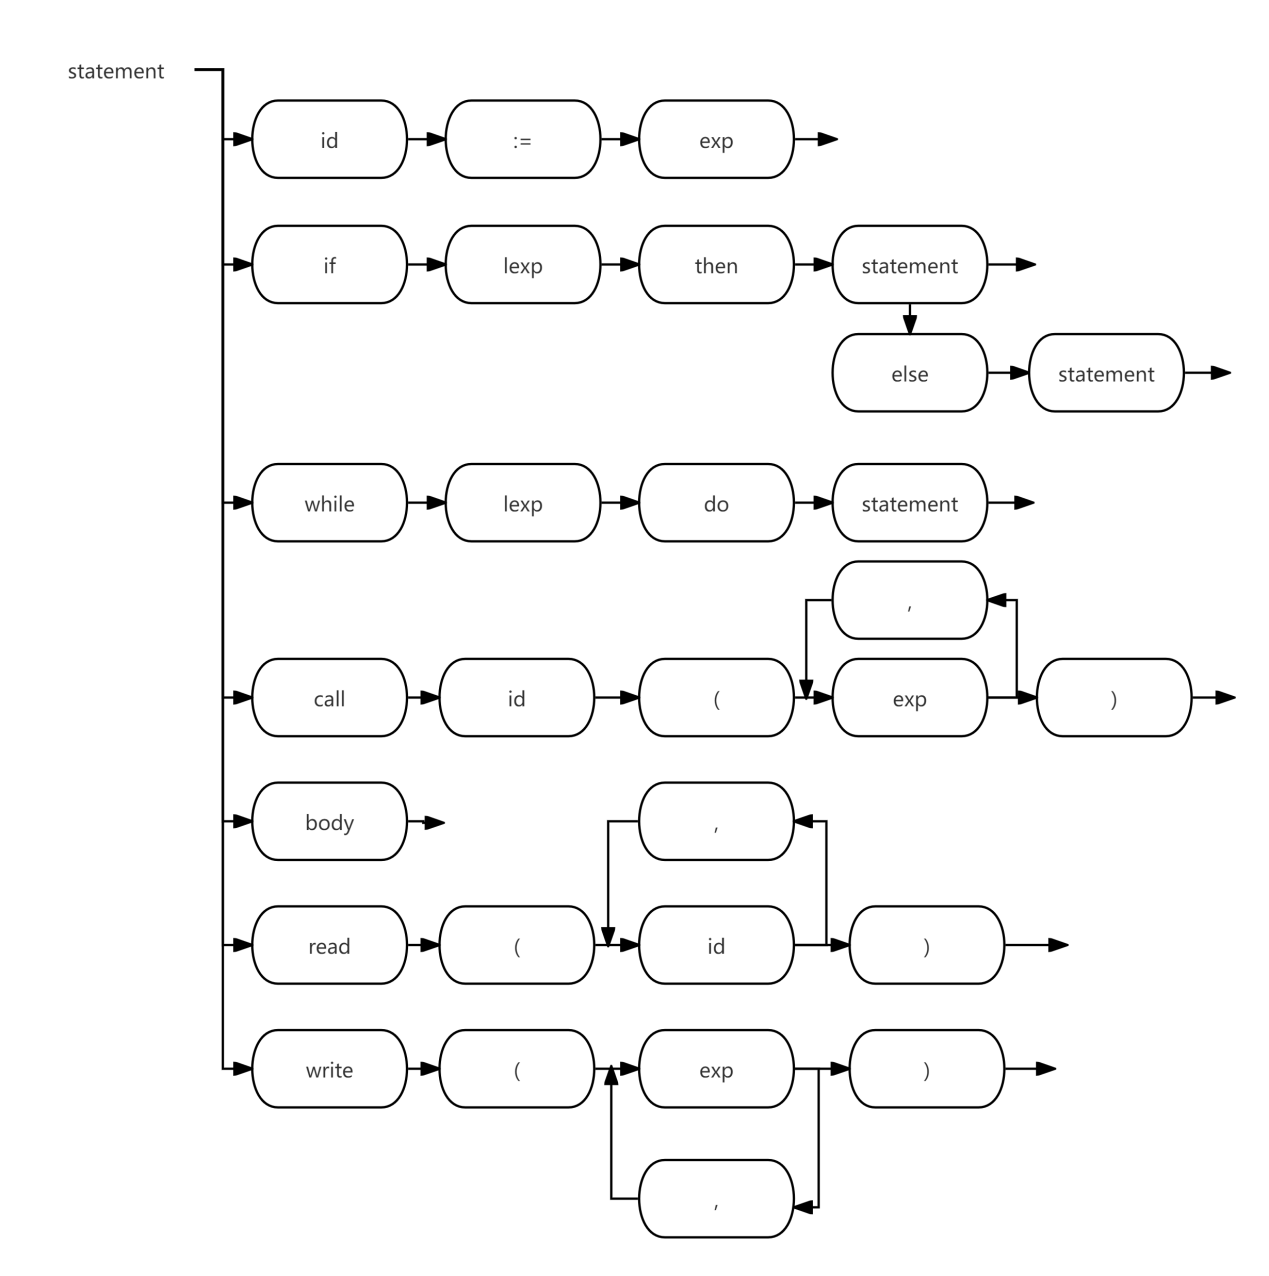 statement
id := exp
if lexp then statement
else statement
while lexp do statement
,
call id ( exp )
body ,
read ( id )
write ( exp )
,